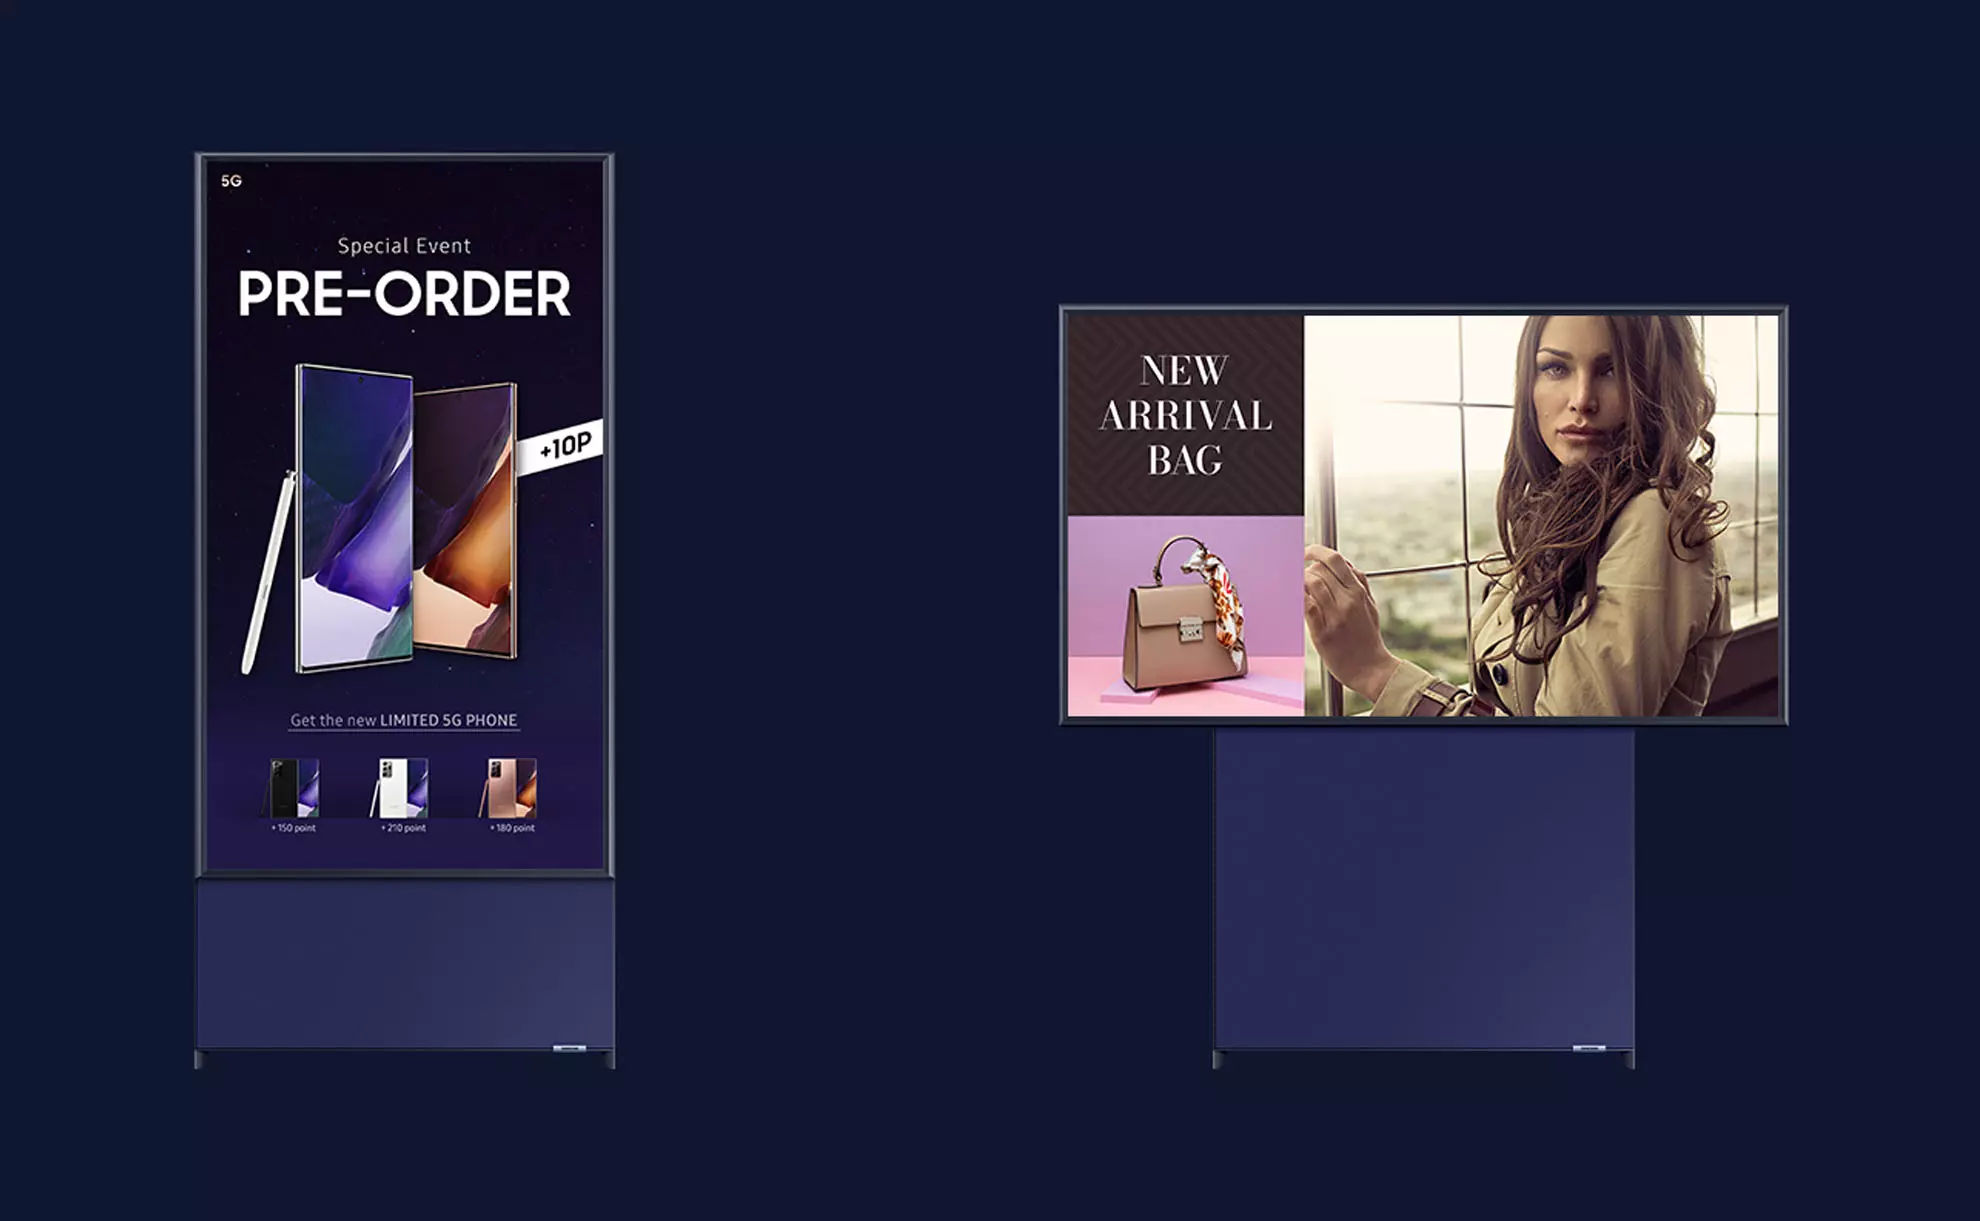 5G
Special Event
PRE-ORDER
+10P
Get the new LIMITED 5G PHONE
+150 point
+210 point
+180 point
NEW
ARRIVAL
BAG